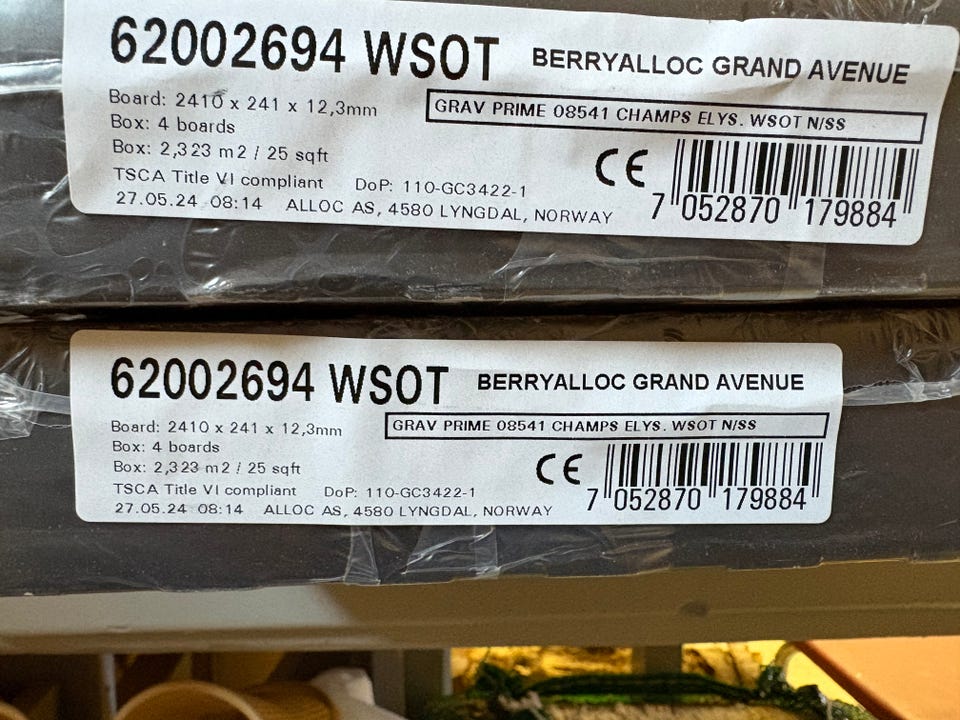 62002694 WSOT BERRYALLOC GRAND AVENUE
Board: 2410 x 241 x 12,3mm
GRAV PRIME 08541 CHAMPS ELYS. WSOT N/SS
Box: 4 boards
Box: 2,323 m2 / 25 sqft
CE
TSCA Title VI compliant DoP: 110-GC3422-1
27.05.24 08:14 ALLOC AS, 4580 LYNGDAL, NORWAY
7 052870 179884
62002694 WSOT BERRYALLOC GRAND AVENUE
Board: 2410 x 241 x 12,3mm
GRAV PRIME 08541 CHAMPS ELYS. WSOT N/SS
Box: 4 boards
Box: 2,323 m2 / 25 sqft
CE
TSCA Title VI compliant DoP: 110-GC3422-1
27.05.24 08:14 ALLOC AS, 4580 LYNGDAL, NORWAY
7 052870 179884